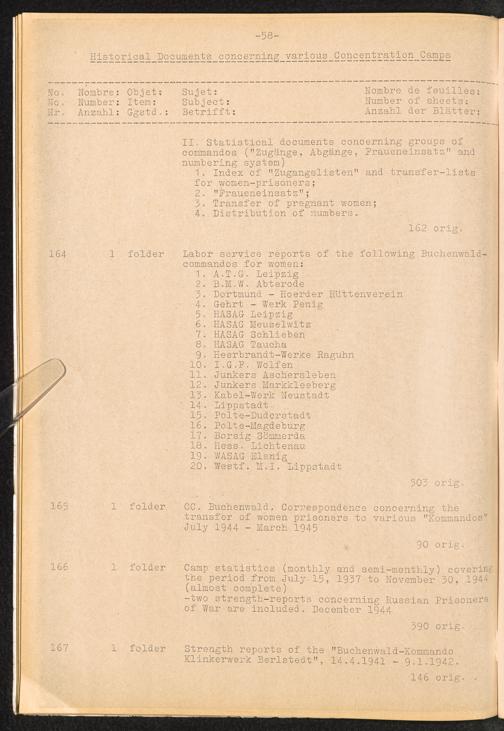 -58-
Historical Documents concerning various Concentration Camps
No. Nombre: Objet: Sujet: Nombre de feuilles:
No. Number: Item: Subject: Number of sheets:
Nr. Anzahl: Ggstd.: Betrifft: Anzahl der Blätter:
II. Statistical documents concerning groups of
commandos ("Zugänge, Abgänge, Fraueneinsatz" and
numbering system)
1. Index of "Zugangslisten" and transfer-lists
for women-prisoners;
2. "Fraueneinsatz";
3. Transfer of pregnant women;
4. Distribution of numbers.
162 orig.
164 1 folder Labor service reports of the following Buchenwald-
commandos for women:
1. A.T.G. Leipzig
2. B.M.W. Abterode
3. Dortmund - Hoerder Hüttenverein
4. Gehrt - Werk Penig
5. HASAG Leipzig
6. HASAG Meuselwitz
7. HASAG Schlieben
8. HASAG Taucha
9. Heerbrandt-Werke Raguhn
10. I.G.F. Wolfen
11. Junkers Aschersleben
12. Junkers Markkleeberg
13. Kabel-Werk Neustadt
14. Lippstadt
15. Polte-Duderstadt
16. Polte-Magdeburg
17. Borsig Sömmerda
18. Hess. Lichtenau
19. WASAG Elsnig
20. Westf. M.I. Lippstadt
503 orig.
165 1 folder CC. Buchenwald. Correspondence concerning the
transfer of women prisoners to various "Kommandos"
July 1944 - March 1945
90 orig.
166 1 folder Camp statistics (monthly and semi-monthly) covering
the period from July 15, 1937 to November 30, 1944
(almost complete)
-two strength-reports concerning Russian Prisoners
of War are included. December 1944
390 orig.
167 1 folder Strength reports of the "Buchenwald-Kommando
Klinkerwerk Berlstedt", 14.4.1941 - 9.1.1942.
146 orig.